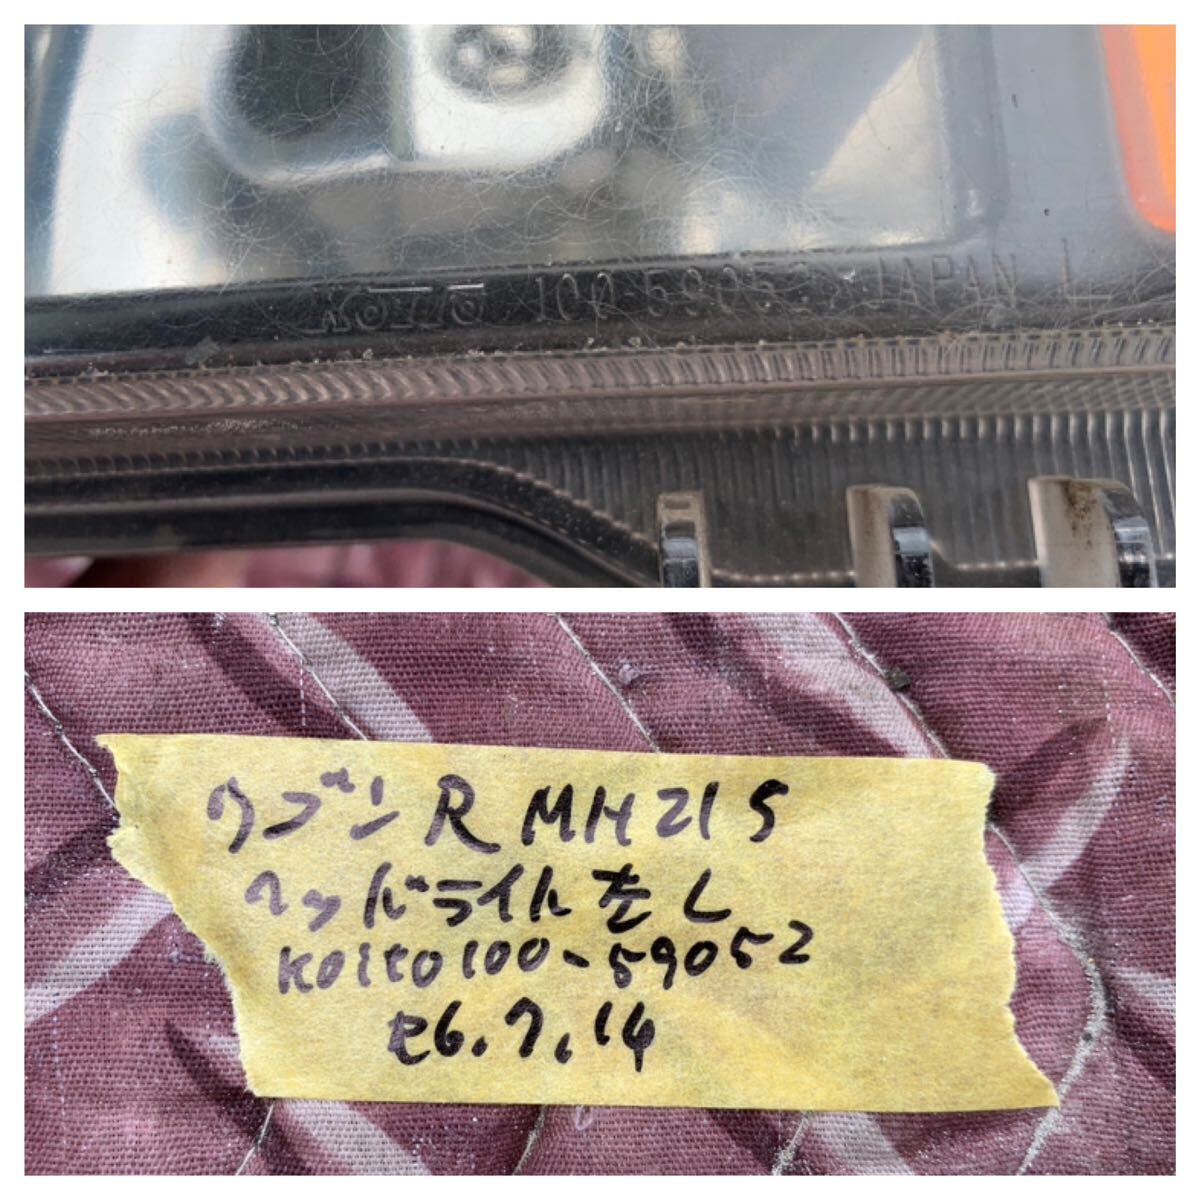 KOITO 100-59052 JAPAN L
ワゴンR MH21S
ヘッドライト左L
KOITO100-59052
R6.7.14